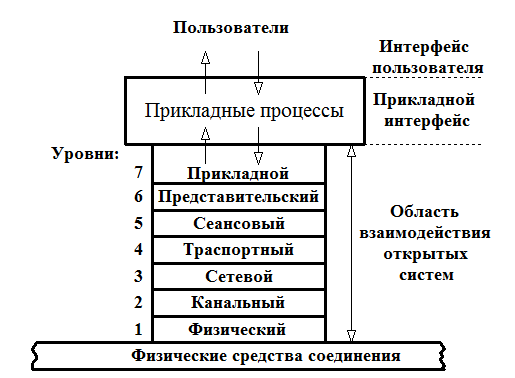 Пользователи
Интерфейс
пользователя
Прикладные процессы
Прикладной
интерфейс
Уровни:
7 Прикладной
6 Представительский
5 Сеансовый
4 Траспортный
3 Сетевой
2 Канальный
1 Физический
Область
взаимодействия
открытых
систем
Физические средства соединения